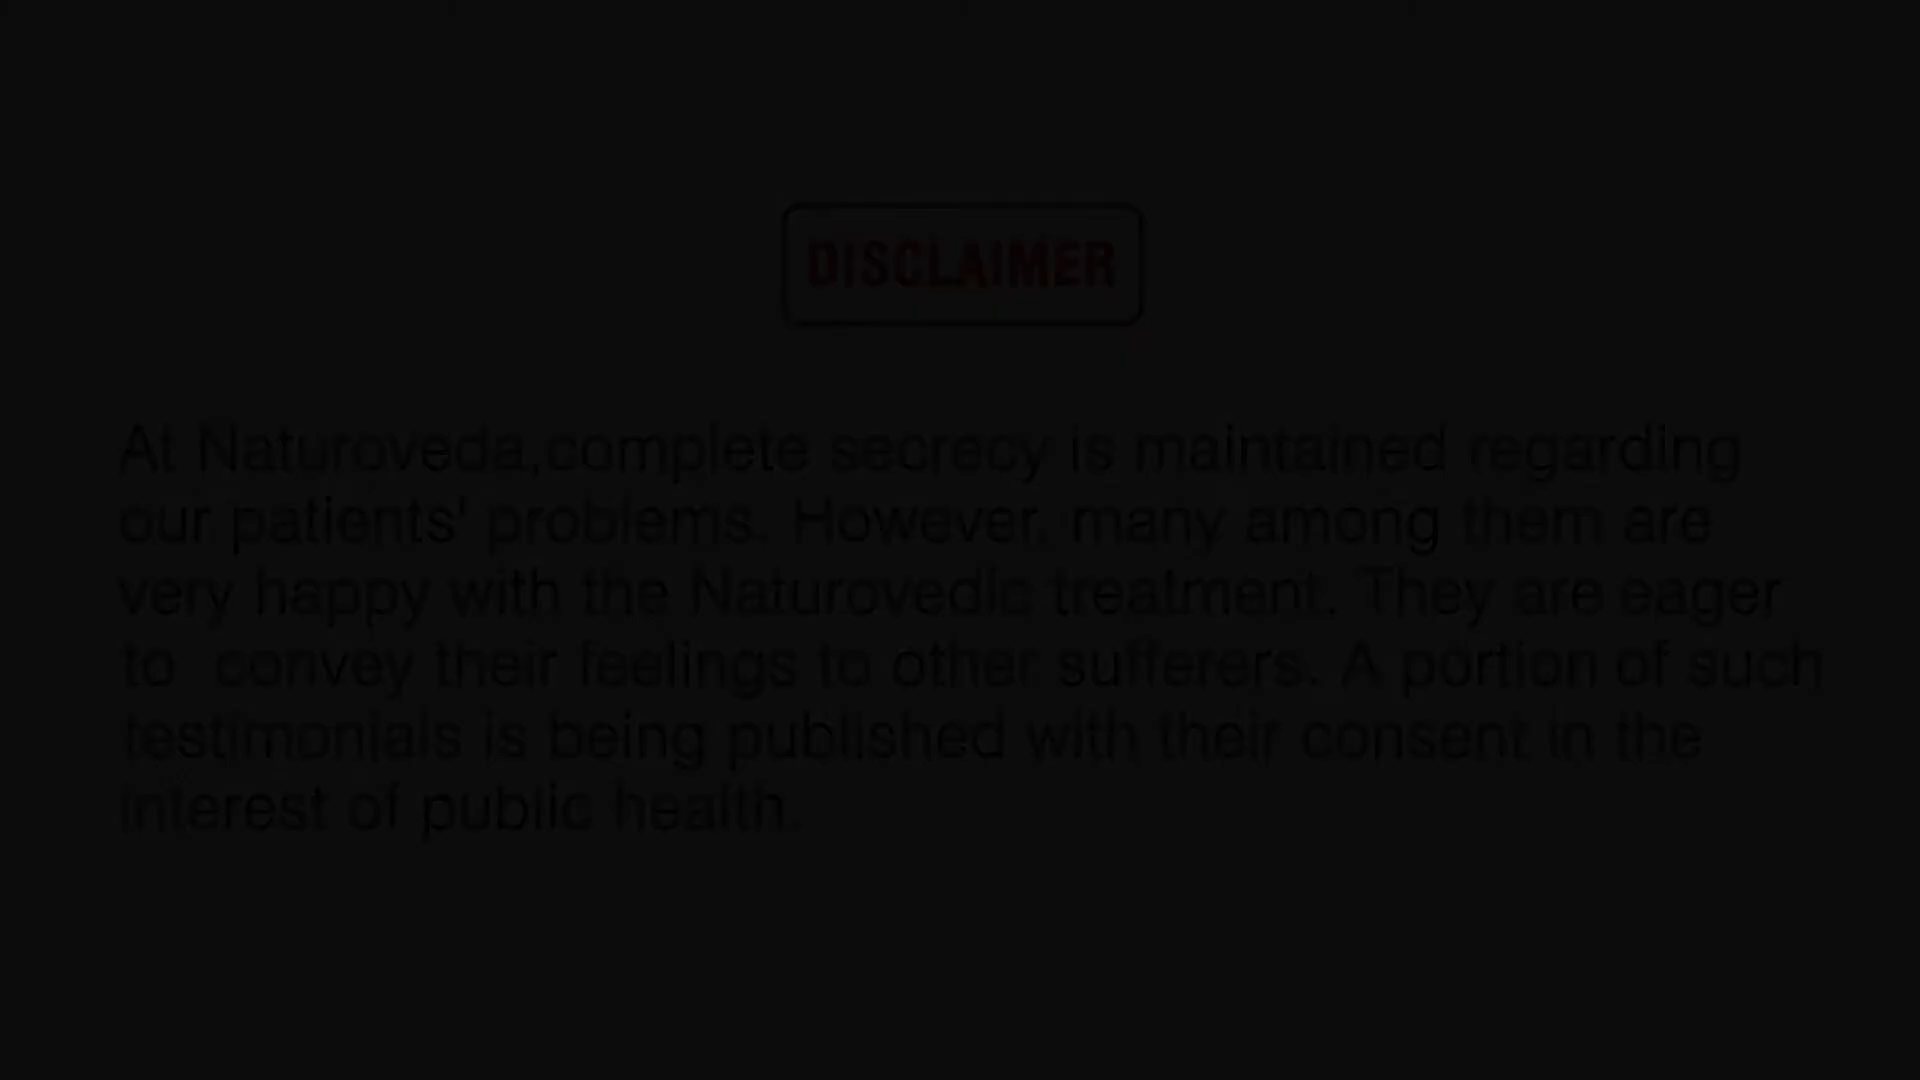 DISCLAIMER
At Naturoveda,complete secrecy is maintained regarding
our patients' problems. However, many among them are
very happy with the Naturovedic treatment. They are eager
to convey their feelings to other sufferers. A portion of such
testimonials is being published with their consent in the
interest of public health.